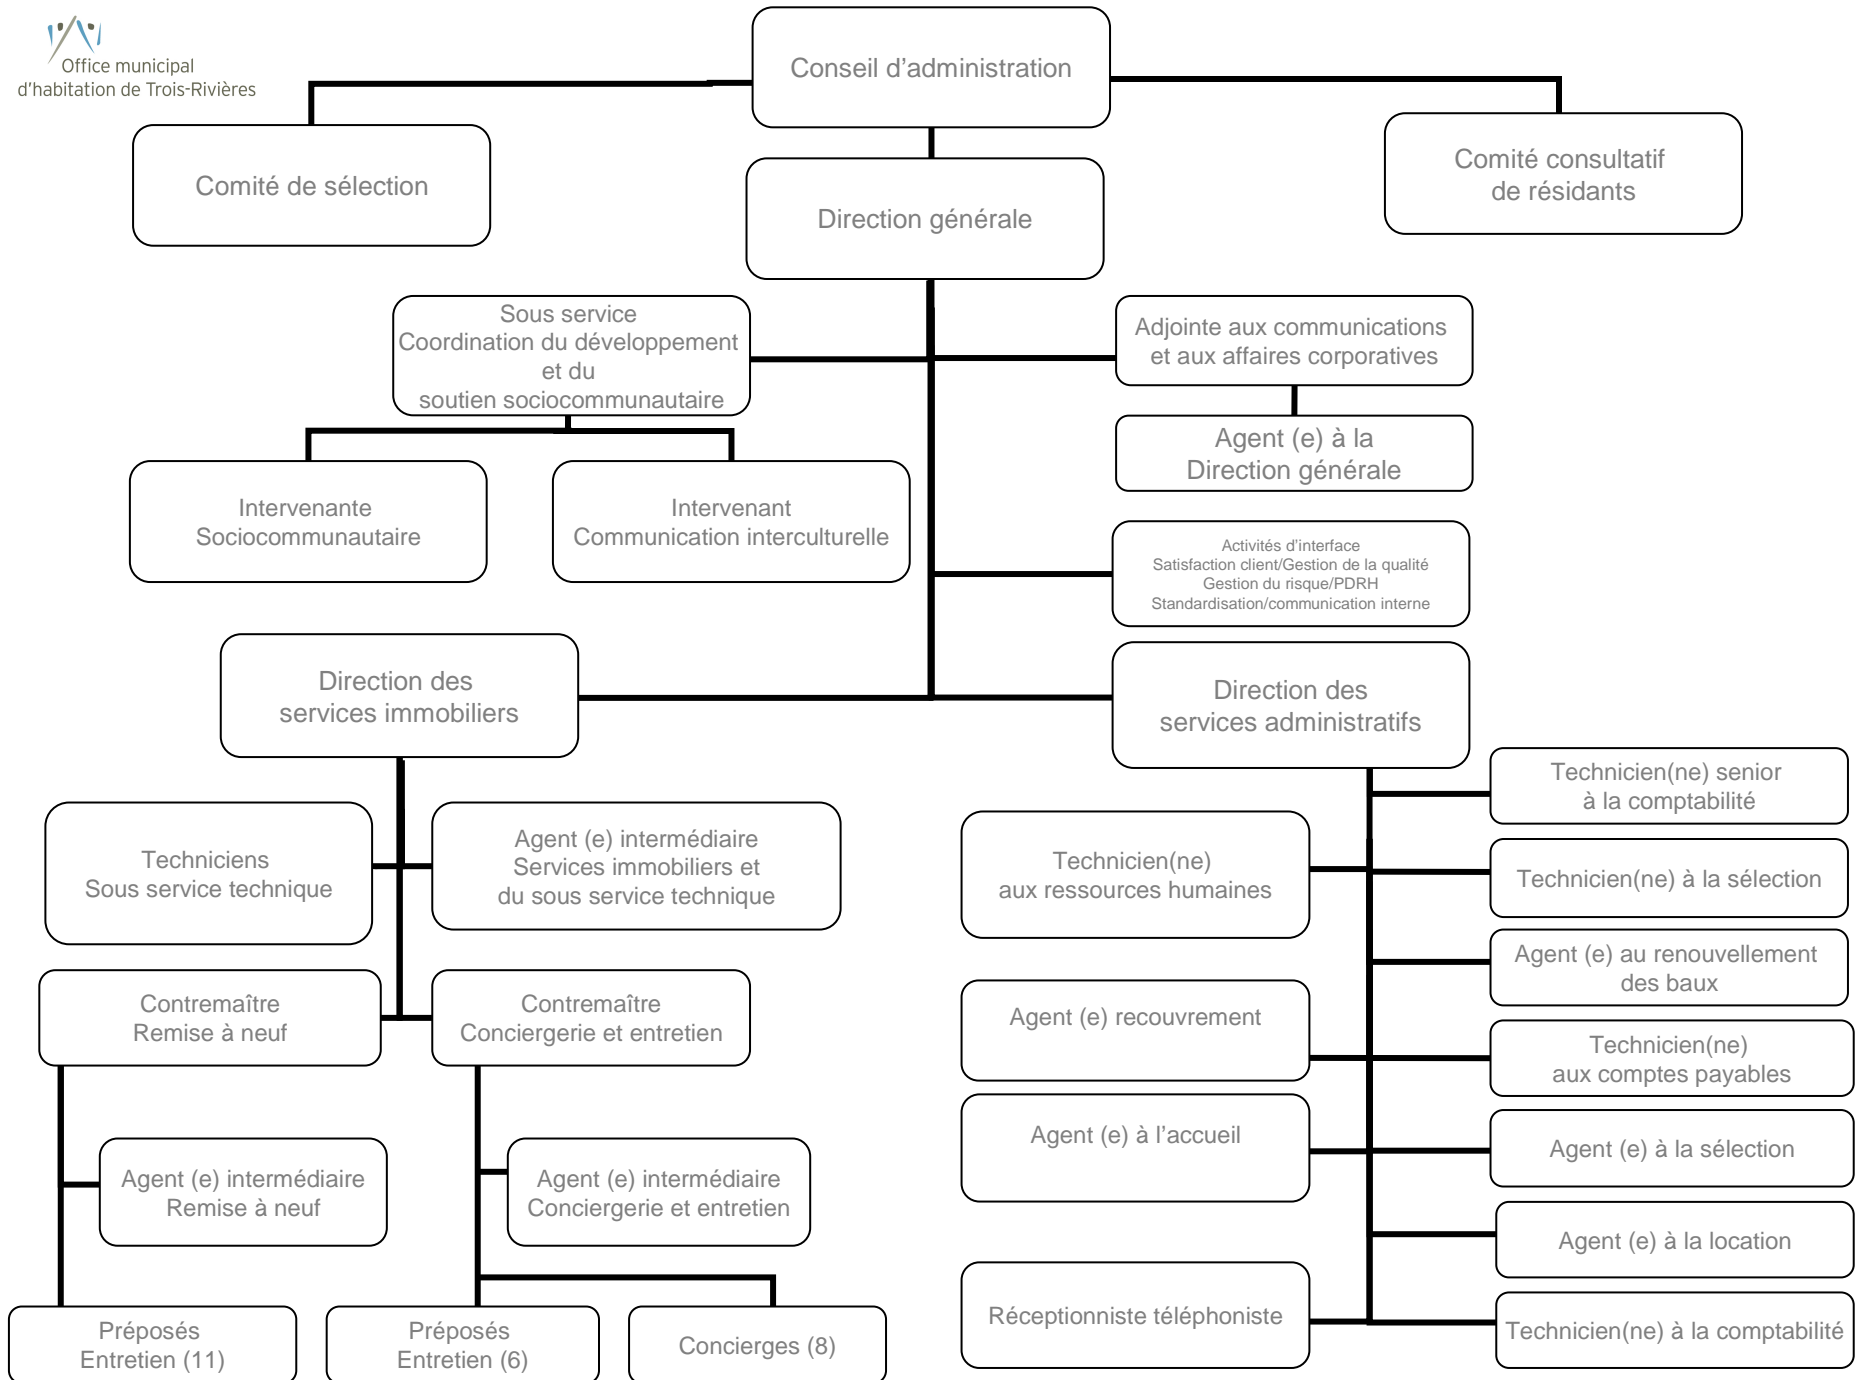 Office municipal
d'habitation de Trois-Rivières
Conseil d'administration
Comité de sélection
Direction générale
Comité consultatif
de résidants
Sous service
Coordination du développement
et du
soutien sociocommunautaire
Adjointe aux communications
et aux affaires corporatives
Agent (e) à la
Direction générale
Intervenante
Sociocommunautaire
Intervenant
Communication interculturelle
Activités d'interface
Satisfaction client/Gestion de la qualité
Gestion du risque/PDRH
Standardisation/communication interne
Direction des
services immobiliers
Direction des
services administratifs
Techniciens
Sous service technique
Agent (e) intermédiaire
Services immobiliers et
du sous service technique
Contremaître
Remise à neuf
Contremaître
Conciergerie et entretien
Agent (e) intermédiaire
Remise à neuf
Agent (e) intermédiaire
Conciergerie et entretien
Préposés
Entretien (11)
Préposés
Entretien (6)
Concierges (8)
Technicien(ne)
aux ressources humaines
Agent (e) recouvrement
Agent (e) à l'accueil
Réceptionniste téléphoniste
Technicien(ne) senior
à la comptabilité
Technicien(ne) à la sélection
Agent (e) au renouvellement
des baux
Technicien(ne)
aux comptes payables
Agent (e) à la sélection
Agent (e) à la location
Technicien(ne) à la comptabilité